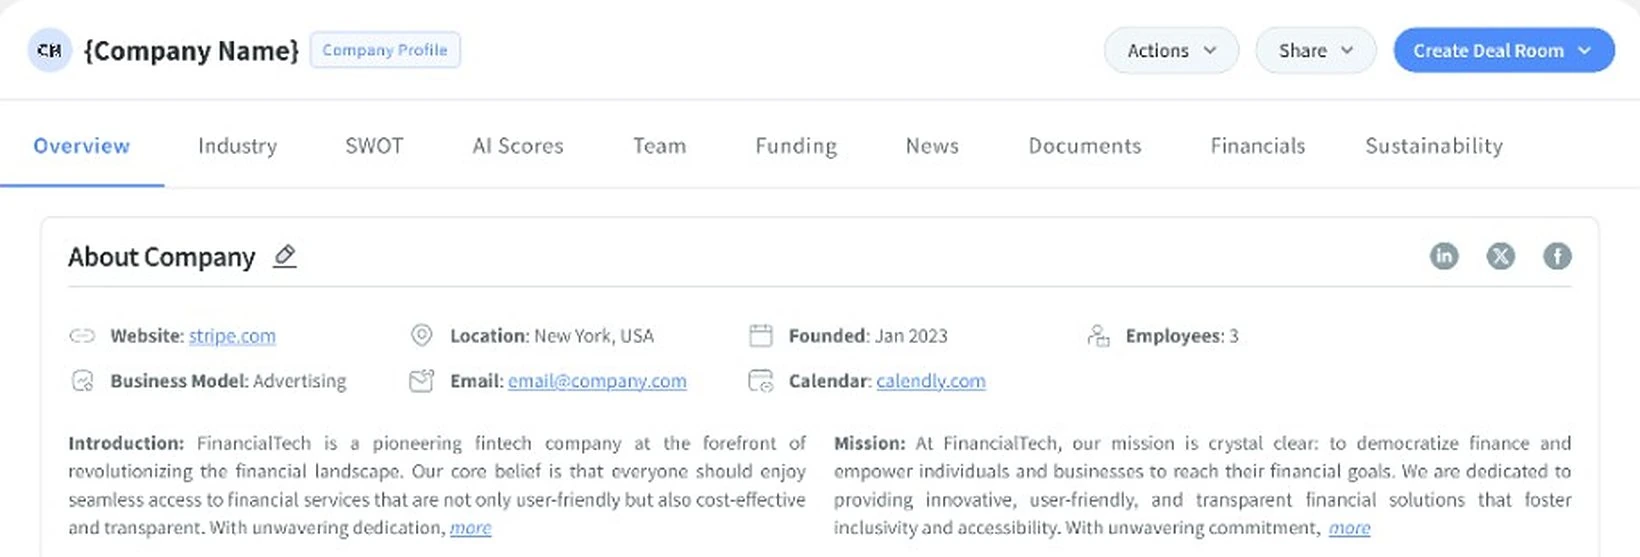 CH {Company Name} Company Profile Actions Share Create Deal Room
Overview Industry SWOT AI Scores Team Funding News Documents Financials Sustainability
About Company in X f
Website: stripe.com Location: New York, USA Founded: Jan 2023 Employees: 3
Business Model: Advertising Email: email@company.com Calendar: calendly.com
Introduction: FinancialTech is a pioneering fintech company at the forefront of
revolutionizing the financial landscape. Our core belief is that everyone should enjoy
seamless access to financial services that are not only user-friendly but also cost-effective
and transparent. With unwavering dedication, more
Mission: At FinancialTech, our mission is crystal clear: to democratize finance and
empower individuals and businesses to reach their financial goals. We are dedicated to
providing innovative, user-friendly, and transparent financial solutions that foster
inclusivity and accessibility. With unwavering commitment, more